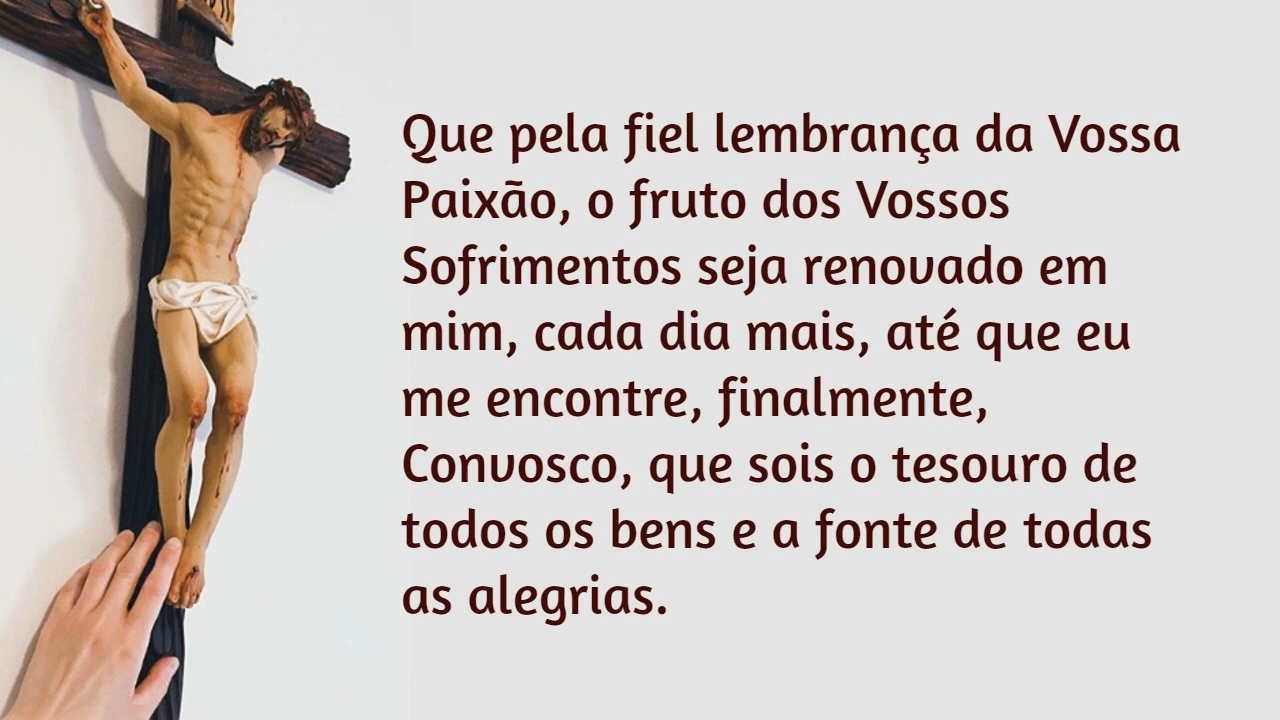 Que pela fiel lembrança da Vossa
Paixão, o fruto dos Vossos
Sofrimentos seja renovado em
mim, cada dia mais, até que eu
me encontre, finalmente,
Convosco, que sois o tesouro de
todos os bens e a fonte de todas
as alegrias.